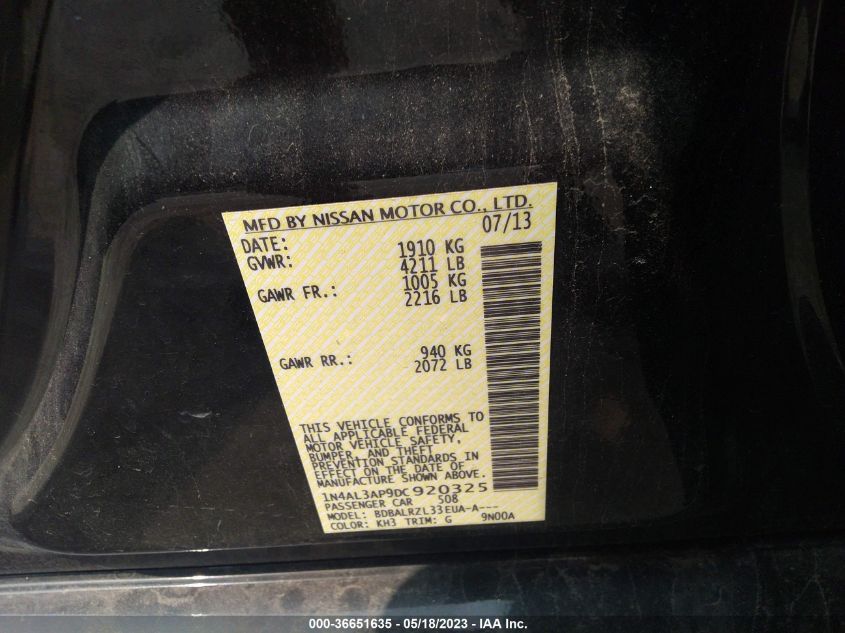 MFD BY NISSAN MOTOR CO., LTD.
DATE: 07/13
GVWR: 1910 KG
4211 LB
GAWR FR.: 1005 KG
2216 LB
GAWR RR.: 940 KG
2072 LB
THIS VEHICLE CONFORMS TO
ALL APPLICABLE FEDERAL
MOTOR VEHICLE SAFETY,
BUMPER, AND THEFT
PREVENTION STANDARDS IN
EFFECT ON THE DATE OF
MANUFACTURE SHOWN ABOVE.
1N4AL3AP9DC920325
PASSENGER CAR 508
MODEL: BDBALRZL33EUA-A---
COLOR: KH3 TRIM: G 9N00A
000-36651635 - 05/18/2023 - IAA Inc.